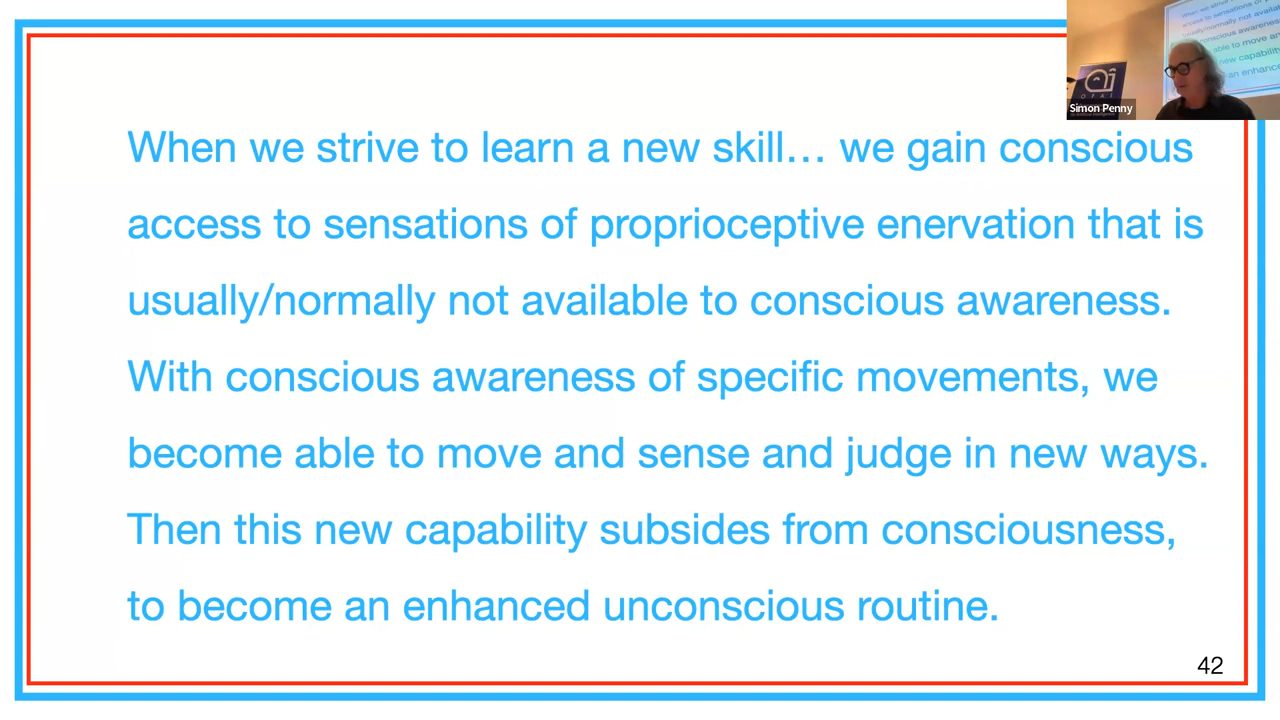 When we strive to learn a new skill… we gain conscious
access to sensations of proprioceptive enervation that is
usually/normally not available to conscious awareness.
With conscious awareness of specific movements, we
become able to move and sense and judge in new ways.
Then this new capability subsides from consciousness,
to become an enhanced unconscious routine.
42
Simon Penny